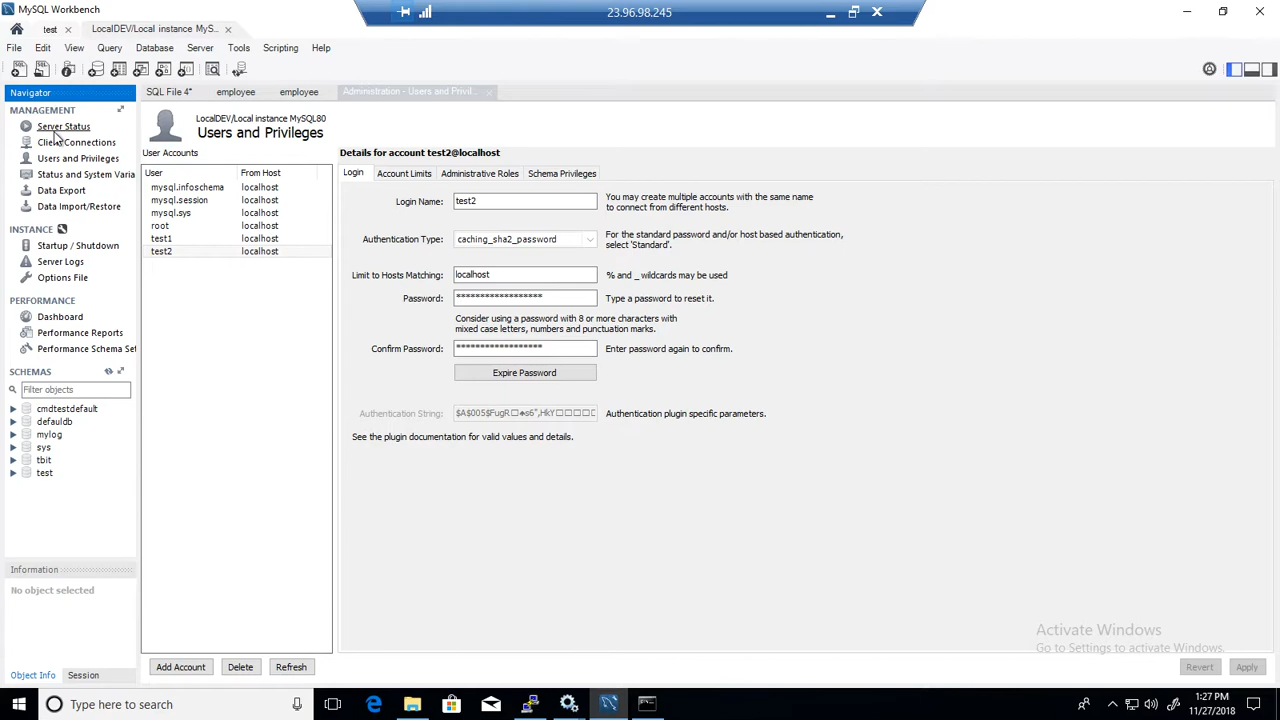 MySQL Workbench
23.96.98.245
test
LocalDEV/Local instance MyS...
File Edit View Query Database Server Tools Scripting Help
Navigator
MANAGEMENT
Server Status
Client Connections
Users and Privileges
Status and System Varia
Data Export
Data Import/Restore
INSTANCE
Startup / Shutdown
Server Logs
Options File
PERFORMANCE
Dashboard
Performance Reports
Performance Schema Set
SCHEMAS
Filter objects
cmdtestdefault
defauldb
mylog
sys
tbit
test
Information
No object selected
Object Info Session
SQL File 4* employee employee Administration - Users and Privil...
LocalDEV/Local instance MySQL80
Users and Privileges
User Accounts
User From Host
mysql.infoschema localhost
mysql.session localhost
mysql.sys localhost
root localhost
test1 localhost
test2 localhost
Add Account Delete Refresh
Details for account test2@localhost
Login Account Limits Administrative Roles Schema Privileges
Login Name: test2
You may create multiple accounts with the same name
to connect from different hosts.
Authentication Type: caching_sha2_password
For the standard password and/or host based authentication,
select 'Standard'.
Limit to Hosts Matching: localhost % and _ wildcards may be used
Password: ****************** Type a password to reset it.
Consider using a password with 8 or more characters with
mixed case letters, numbers and punctuation marks.
Confirm Password: ****************** Enter password again to confirm.
Expire Password
Authentication String: Authentication plugin specific parameters.
See the plugin documentation for valid values and details.
Activate Windows
Go to Settings to activate Windows.
Revert Apply
Type here to search
1:27 PM
11/27/2018